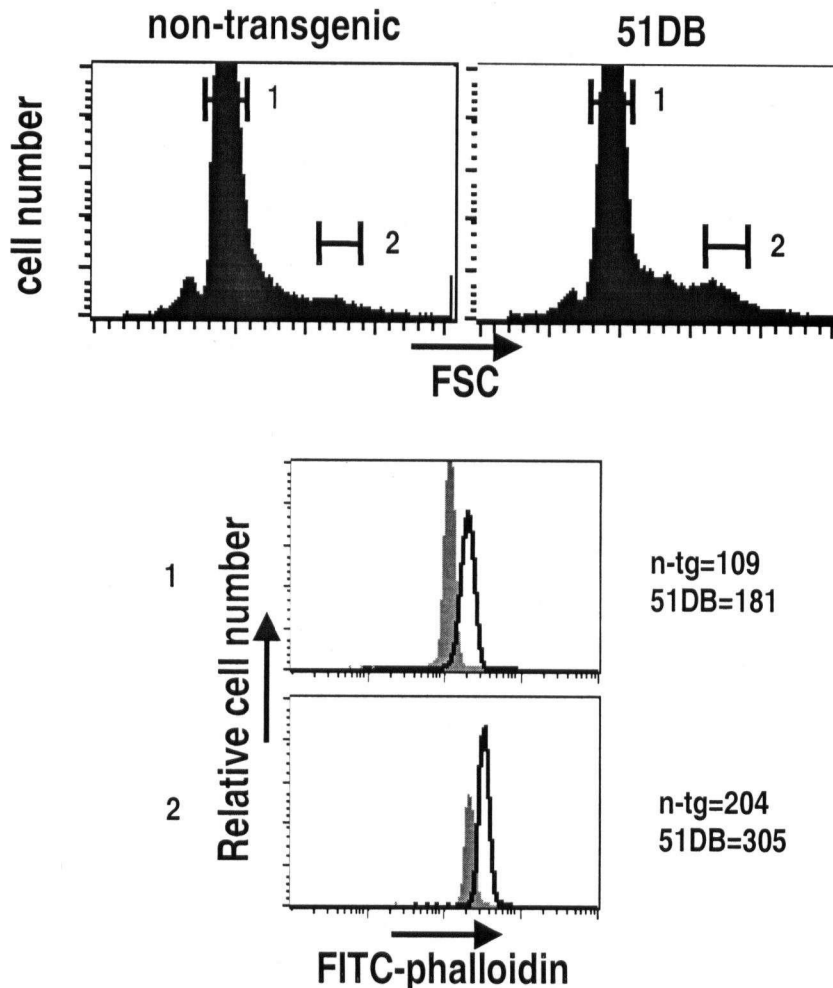 non-transgenic
51DB
cell number
1
2
1
2
FSC
Relative cell number
1
n-tg=109
51DB=181
2
n-tg=204
51DB=305
FITC-phalloidin